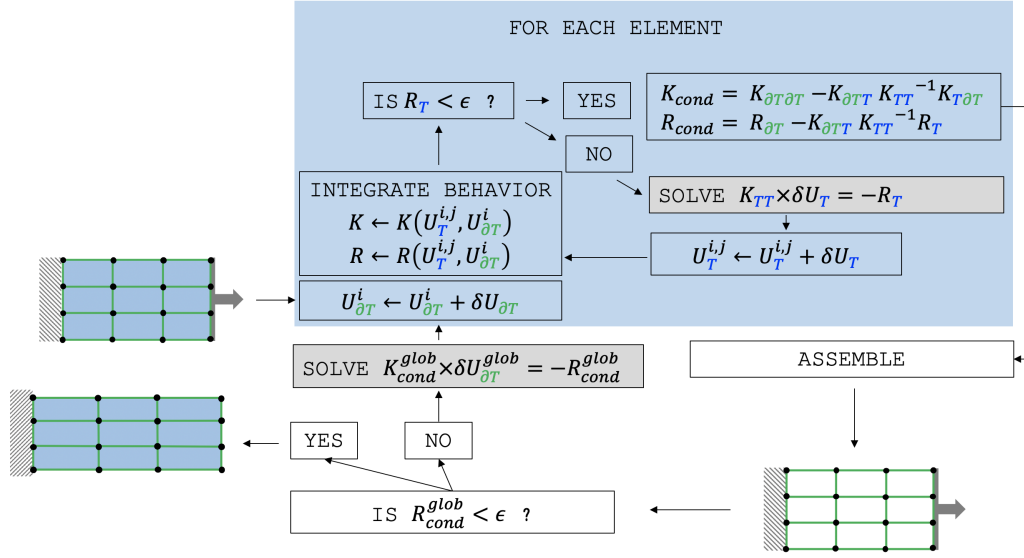 FOR EACH ELEMENT
IS R_T < ϵ ?
YES
K_cond = K_∂T∂T − K_∂TT K_TT⁻¹ K_T∂T
R_cond = R_∂T − K_∂TT K_TT⁻¹ R_T
NO
INTEGRATE BEHAVIOR
K ← K(U_T^{i,j}, U_∂T^i)
R ← R(U_T^{i,j}, U_∂T^i)
SOLVE K_TT × δU_T = −R_T
U_T^{i,j} ← U_T^{i,j} + δU_T
U_∂T^i ← U_∂T^i + δU_∂T
SOLVE K_cond^glob × δU_∂T^glob = −R_cond^glob
ASSEMBLE
YES
NO
IS R_cond^glob < ϵ ?